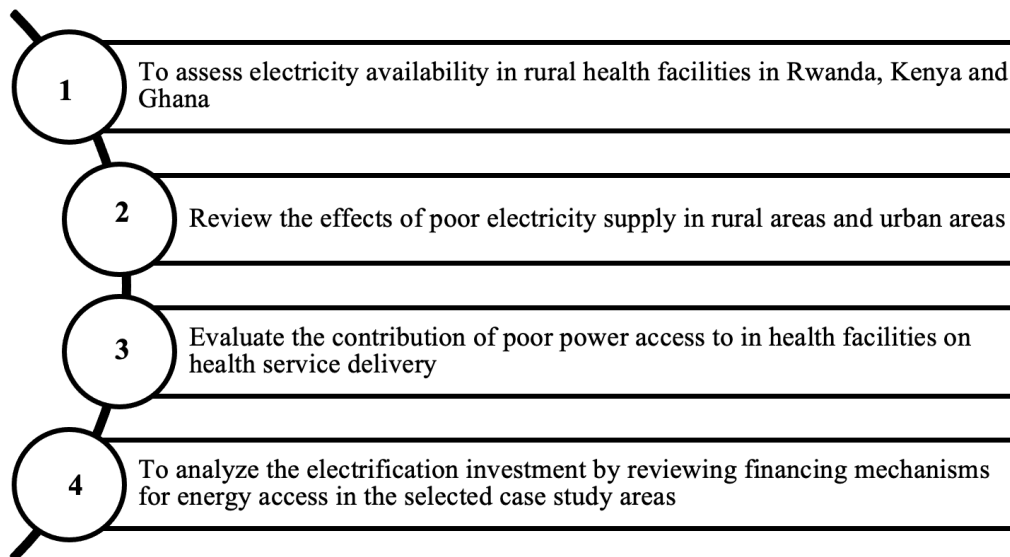 1
To assess electricity availability in rural health facilities in Rwanda, Kenya and
Ghana
2
Review the effects of poor electricity supply in rural areas and urban areas
3
Evaluate the contribution of poor power access to in health facilities on
health service delivery
4
To analyze the electrification investment by reviewing financing mechanisms
for energy access in the selected case study areas